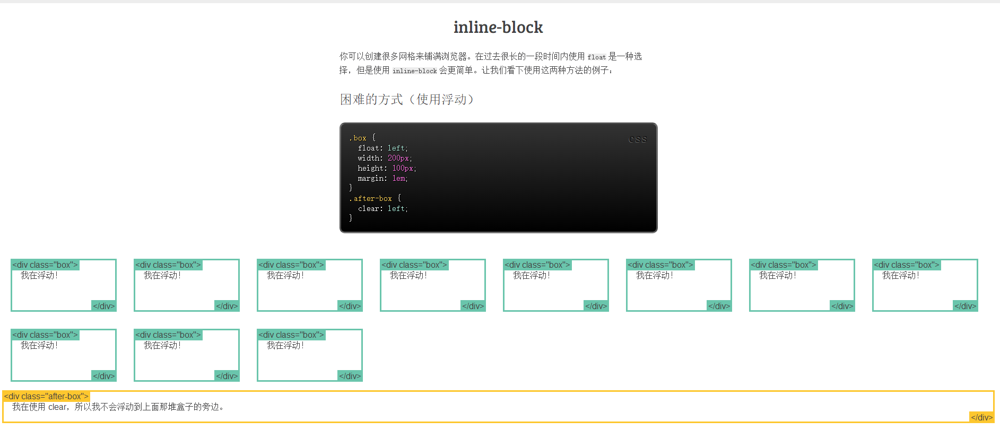 inline-block
你可以创建很多网格来铺满浏览器。在过去很长的一段时间内使用 float 是一种选
择，但是使用 inline-block 会更简单。让我们看下使用这两种方法的例子：
困难的方式（使用浮动）
css
.box {
  float: left;
  width: 200px;
  height: 100px;
  margin: 1em;
}
.after-box {
  clear: left;
}
<div class="box"> <div class="box"> <div class="box"> <div class="box"> <div class="box"> <div class="box"> <div class="box"> <div class="box">
我在浮动！ 我在浮动！ 我在浮动！ 我在浮动！ 我在浮动！ 我在浮动！ 我在浮动！ 我在浮动！
</div> </div> </div> </div> </div> </div> </div> </div>
<div class="box"> <div class="box"> <div class="box">
我在浮动！ 我在浮动！ 我在浮动！
</div> </div> </div>
<div class="after-box">
我在使用 clear，所以我不会浮动到上面那堆盒子的旁边。
</div>